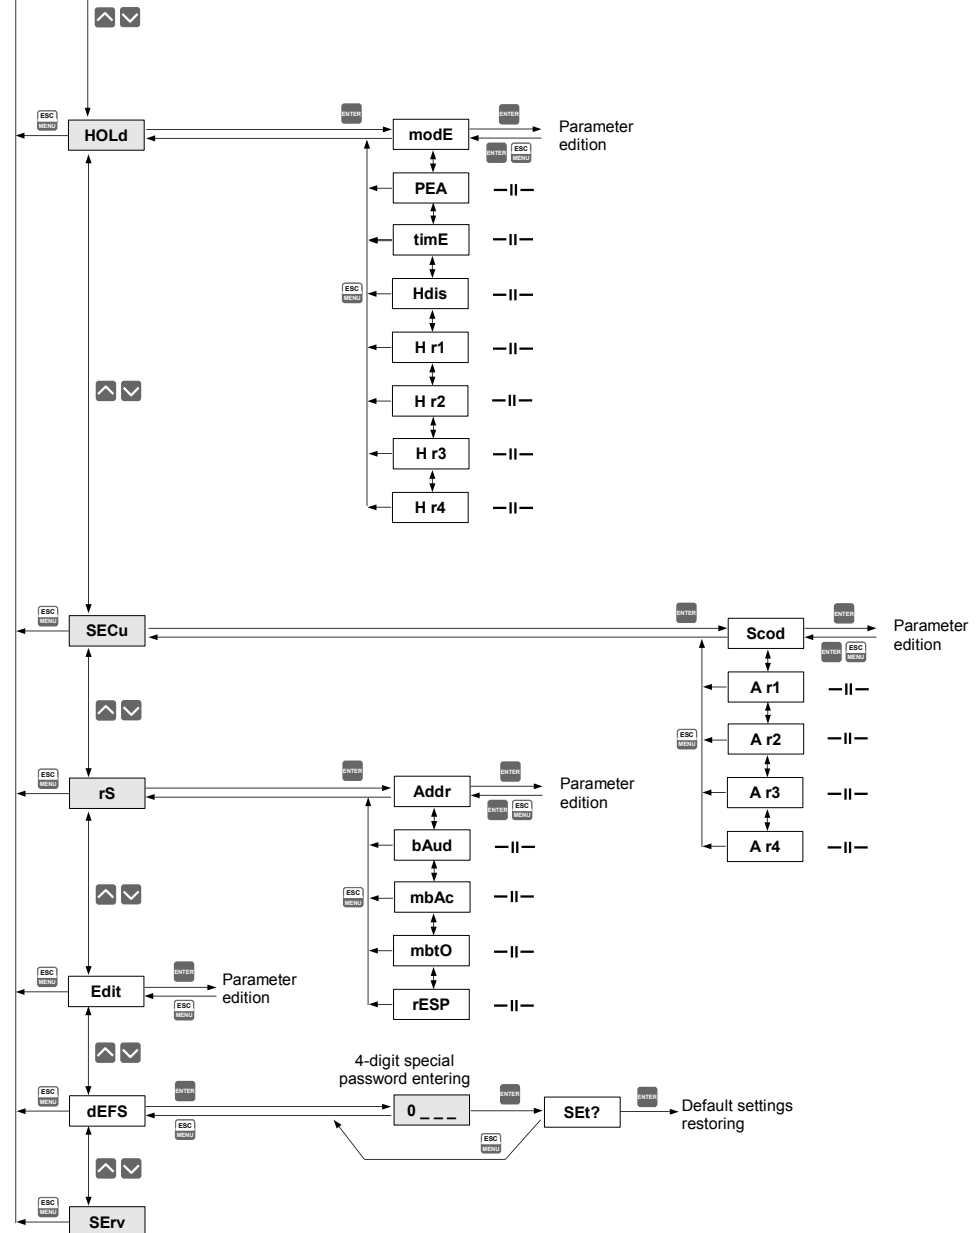 ESC
MENU
HOLd
ENTER
modE
ENTER
ENTER
ESC
MENU
Parameter
edition
PEA
–II–
timE
–II–
ESC
MENU
Hdis
–II–
H r1
–II–
H r2
–II–
H r3
–II–
H r4
–II–
ESC
MENU
SECu
ENTER
Scod
ENTER
ENTER
ESC
MENU
Parameter
edition
A r1
–II–
ESC
MENU
A r2
–II–
A r3
–II–
A r4
–II–
ESC
MENU
rS
ENTER
Addr
ENTER
ENTER
ESC
MENU
Parameter
edition
bAud
–II–
ESC
MENU
mbAc
–II–
mbtO
–II–
rESP
–II–
ESC
MENU
Edit
ENTER
ESC
MENU
Parameter
edition
ESC
MENU
dEFS
ENTER
ESC
MENU
4-digit special
password entering
0 _ _ _
ENTER
ESC
MENU
SEt?
ENTER
Default settings
restoring
ESC
MENU
SErv